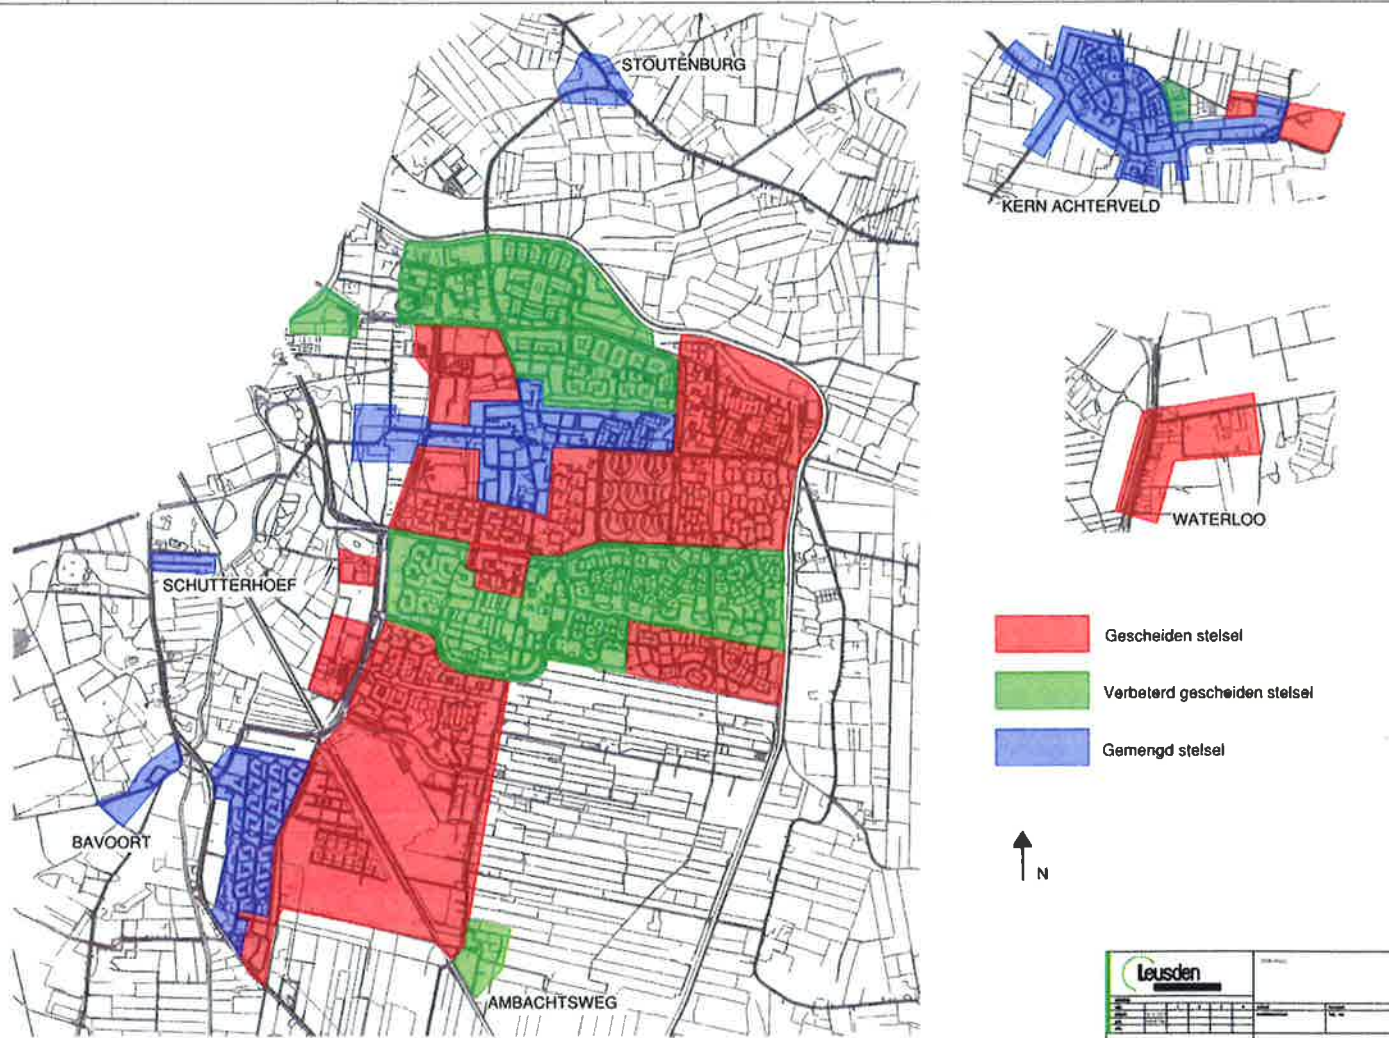 STOUTENBURG
KERN ACHTERVELD
WATERLOO
SCHUTTERHOEF
Gescheiden stelsel
Verbeterd gescheiden stelsel
Gemengd stelsel
BAVOORT
N
AMBACHTSWEG
Leusden